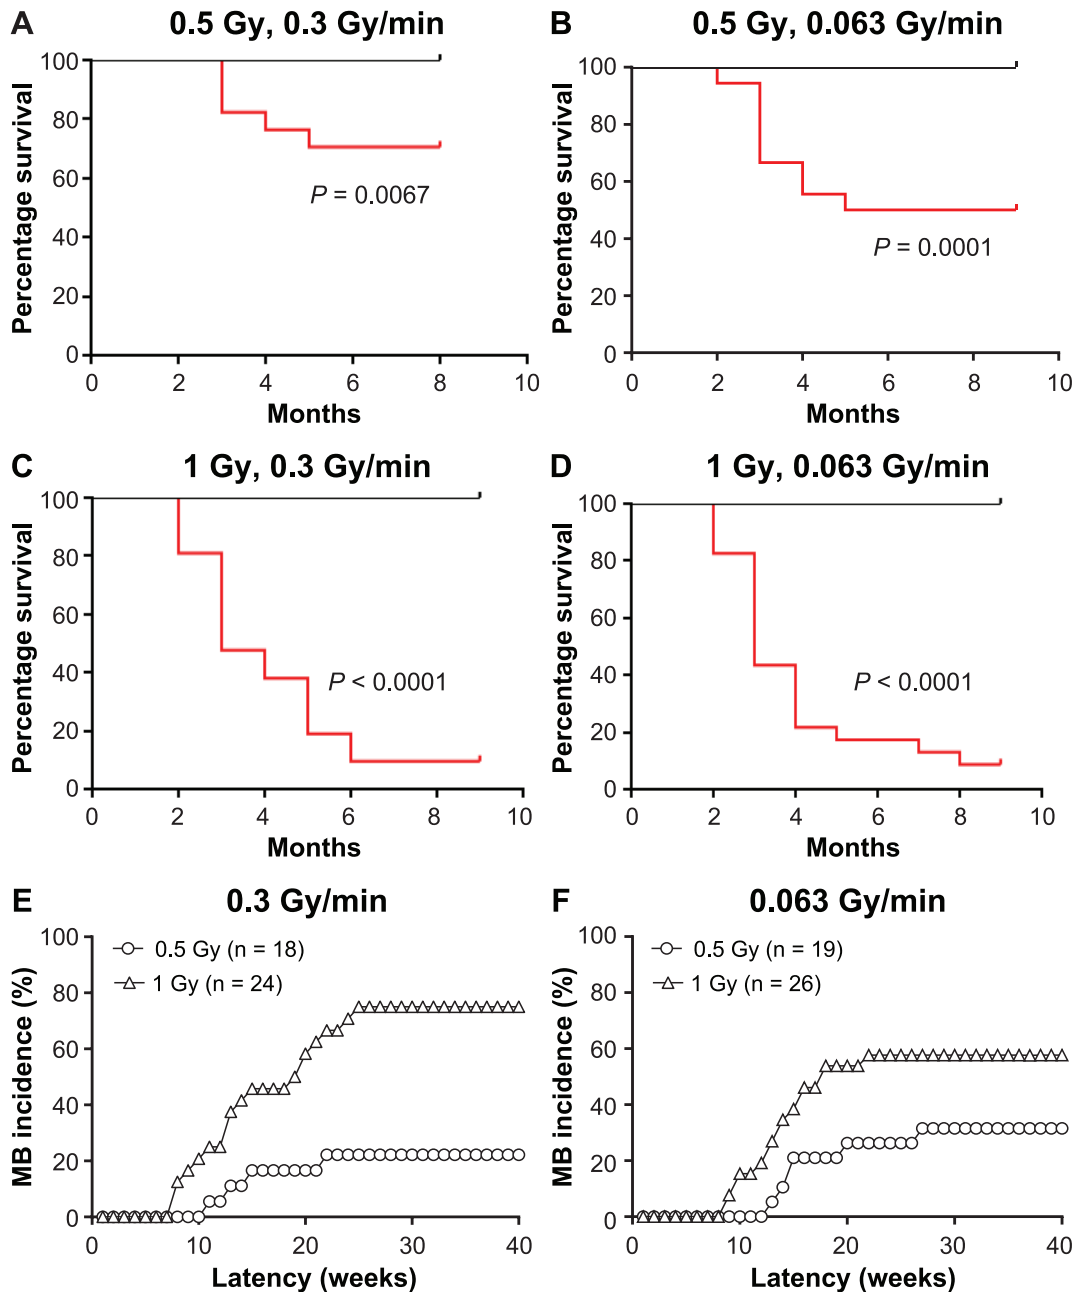 A 0.5 Gy, 0.3 Gy/min
Percentage survival
100
80
60
40
20
0
P = 0.0067
0 2 4 6 8 10
Months
B 0.5 Gy, 0.063 Gy/min
Percentage survival
100
80
60
40
20
0
P = 0.0001
0 2 4 6 8 10
Months
C 1 Gy, 0.3 Gy/min
Percentage survival
100
80
60
40
20
0
P < 0.0001
0 2 4 6 8 10
Months
D 1 Gy, 0.063 Gy/min
Percentage survival
100
80
60
40
20
0
P < 0.0001
0 2 4 6 8 10
Months
E 0.3 Gy/min
MB incidence (%)
100
80
60
40
20
0
0.5 Gy (n = 18)
1 Gy (n = 24)
0 10 20 30 40
Latency (weeks)
F 0.063 Gy/min
MB incidence (%)
100
80
60
40
20
0
0.5 Gy (n = 19)
1 Gy (n = 26)
0 10 20 30 40
Latency (weeks)